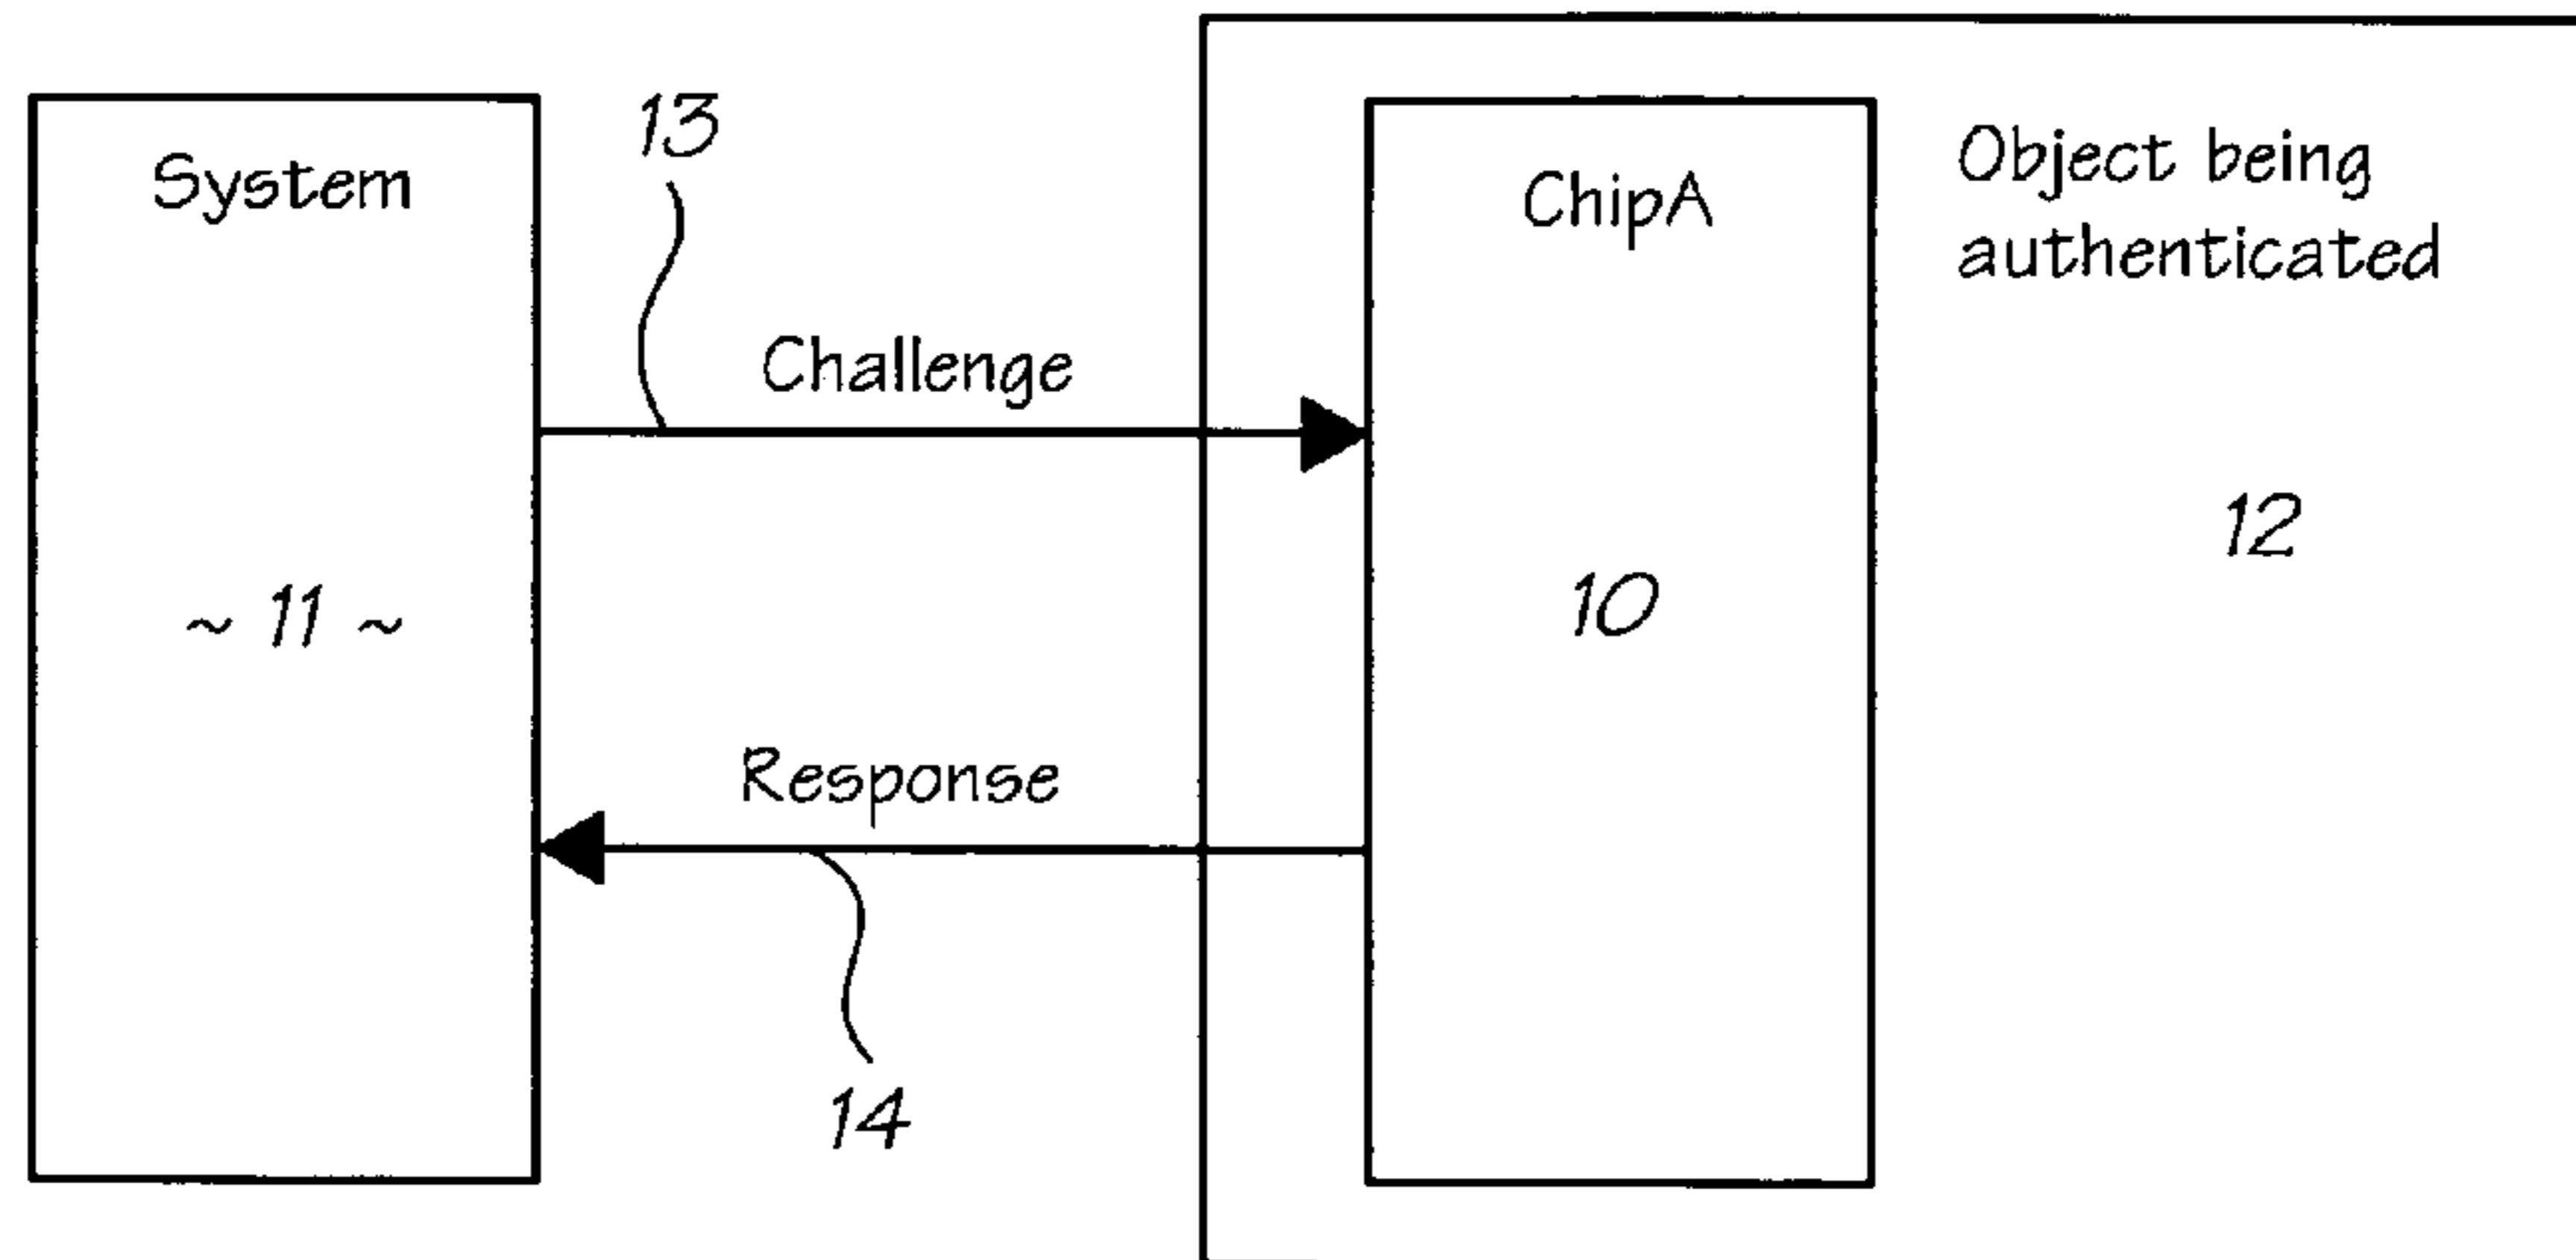 System
~ 11 ~
13
Challenge
Response
14
ChipA
10
Object being
authenticated
12